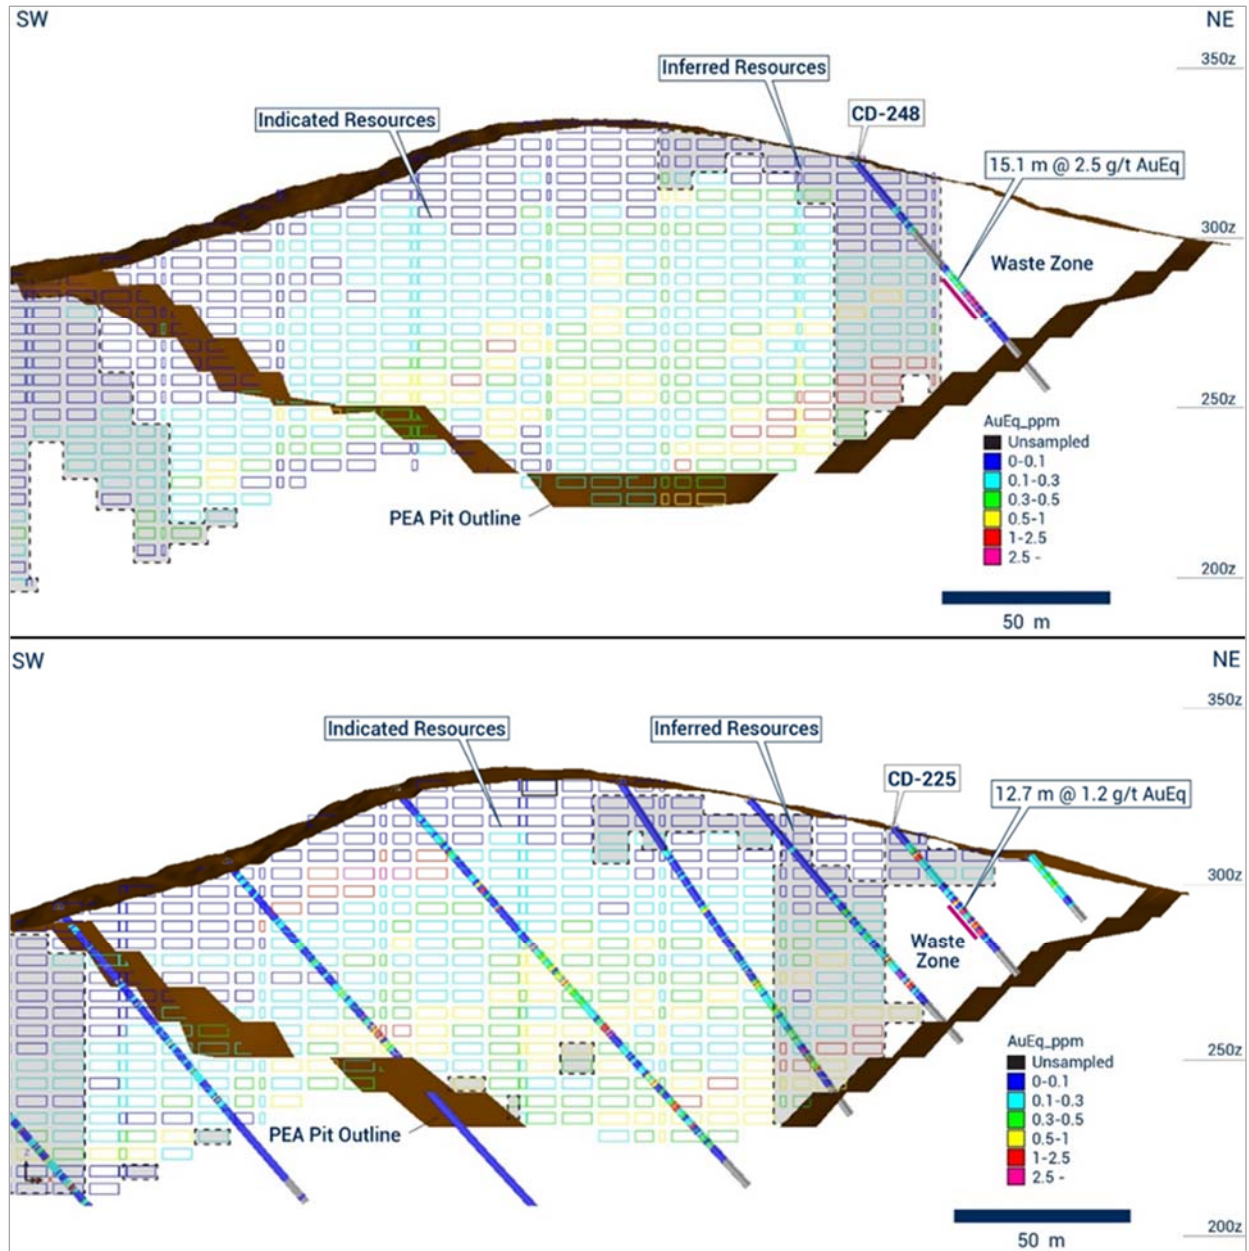 SW
NE
350z
Inferred Resources
Indicated Resources
CD-248
15.1 m @ 2.5 g/t AuEq
300z
Waste Zone
250z
AuEq_ppm
Unsampled
0-0.1
0.1-0.3
0.3-0.5
0.5-1
1-2.5
2.5 -
PEA Pit Outline
200z
50 m
SW
NE
350z
Indicated Resources
Inferred Resources
CD-225
12.7 m @ 1.2 g/t AuEq
300z
Waste
Zone
250z
AuEq_ppm
Unsampled
0-0.1
0.1-0.3
0.3-0.5
0.5-1
1-2.5
2.5 -
PEA Pit Outline
50 m
200z